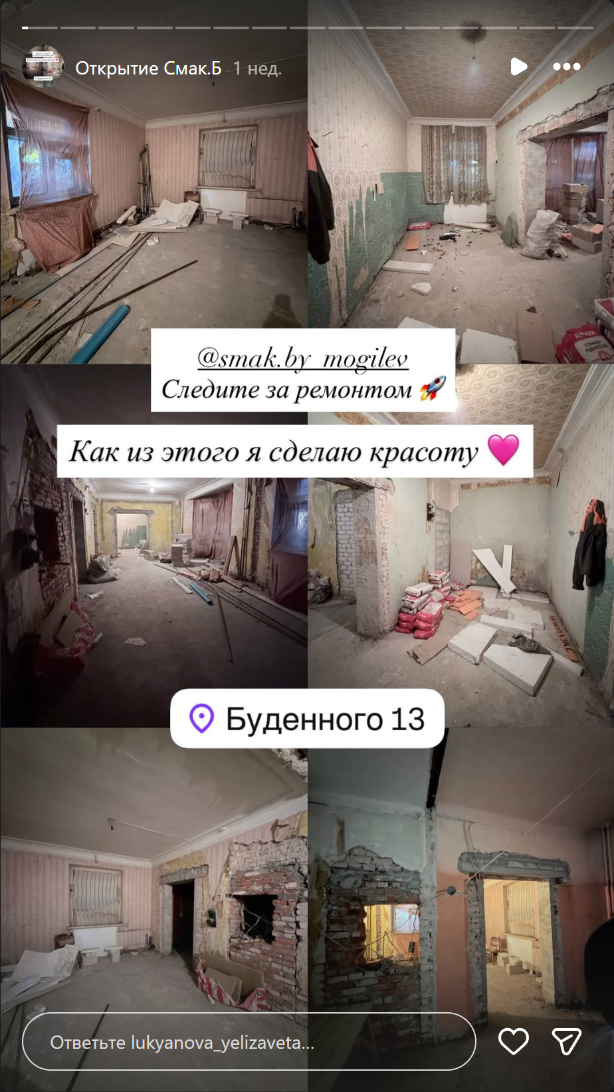 Открытие Смак.Б 1 нед.
@smak.by_mogilev
Следите за ремонтом 🚀
Как из этого я сделаю красоту 🩷
Буденного 13
Ответьте lukyanova_yelizaveta...